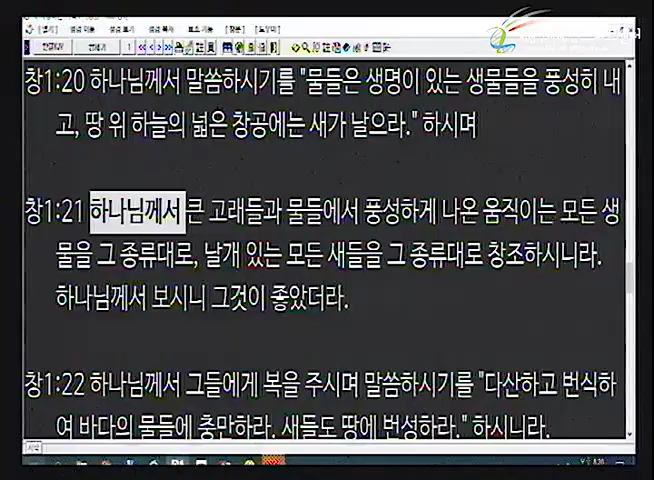 창1:20 하나님께서 말씀하시기를 "물들은 생명이 있는 생물들을 풍성히 내
고, 땅 위 하늘의 넓은 창공에는 새가 날으라." 하시며
창1:21 하나님께서 큰 고래들과 물들에서 풍성하게 나온 움직이는 모든 생
물을 그 종류대로, 날개 있는 모든 새들을 그 종류대로 창조하시니라.
하나님께서 보시니 그것이 좋았더라.
창1:22 하나님께서 그들에게 복을 주시며 말씀하시기를 "다산하고 번식하
여 바다의 물들에 충만하라. 새들도 땅에 번성하라." 하시니라.